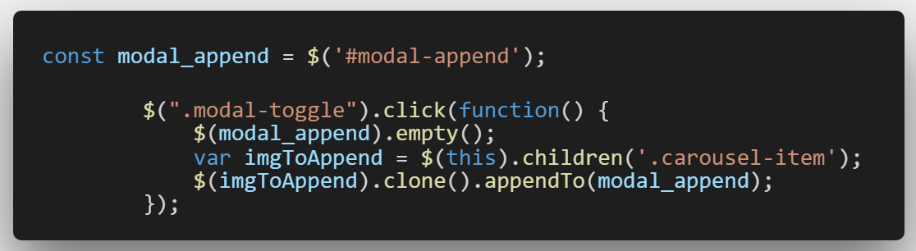 const modal_append = $('#modal-append');
$(".modal-toggle").click(function() {
$(modal_append).empty();
var imgToAppend = $(this).children('.carousel-item');
$(imgToAppend).clone().appendTo(modal_append);
});